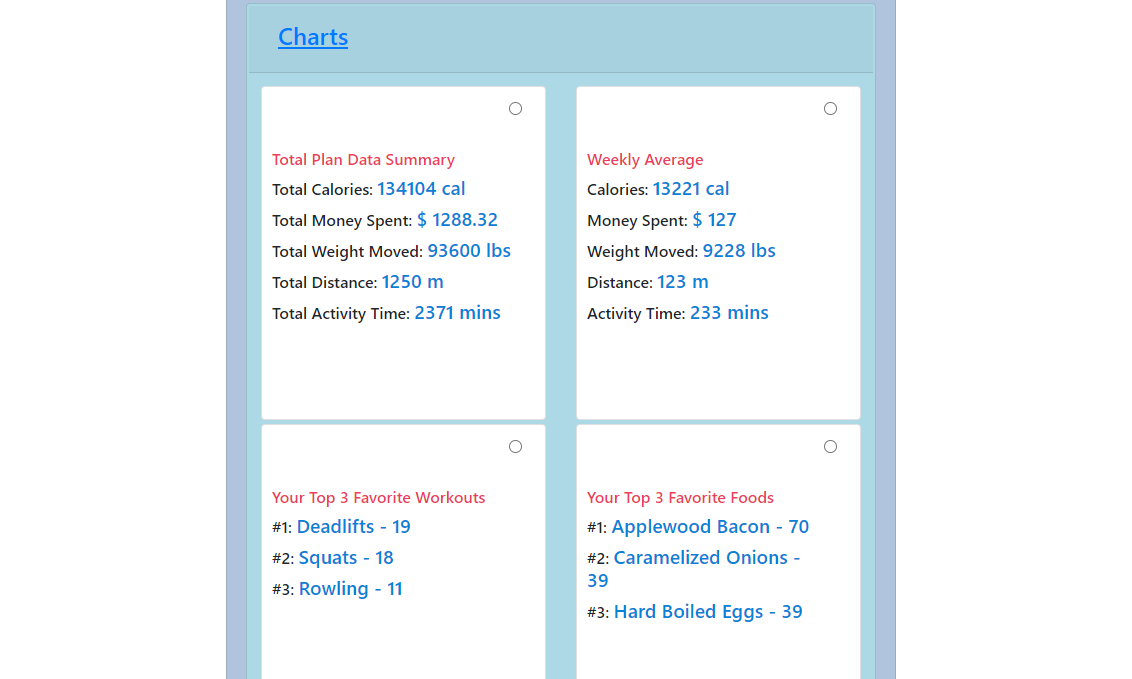 Charts
Total Plan Data Summary
Total Calories: 134104 cal
Total Money Spent: $ 1288.32
Total Weight Moved: 93600 lbs
Total Distance: 1250 m
Total Activity Time: 2371 mins
Weekly Average
Calories: 13221 cal
Money Spent: $ 127
Weight Moved: 9228 lbs
Distance: 123 m
Activity Time: 233 mins
Your Top 3 Favorite Workouts
#1: Deadlifts - 19
#2: Squats - 18
#3: Rowling - 11
Your Top 3 Favorite Foods
#1: Applewood Bacon - 70
#2: Caramelized Onions -
39
#3: Hard Boiled Eggs - 39